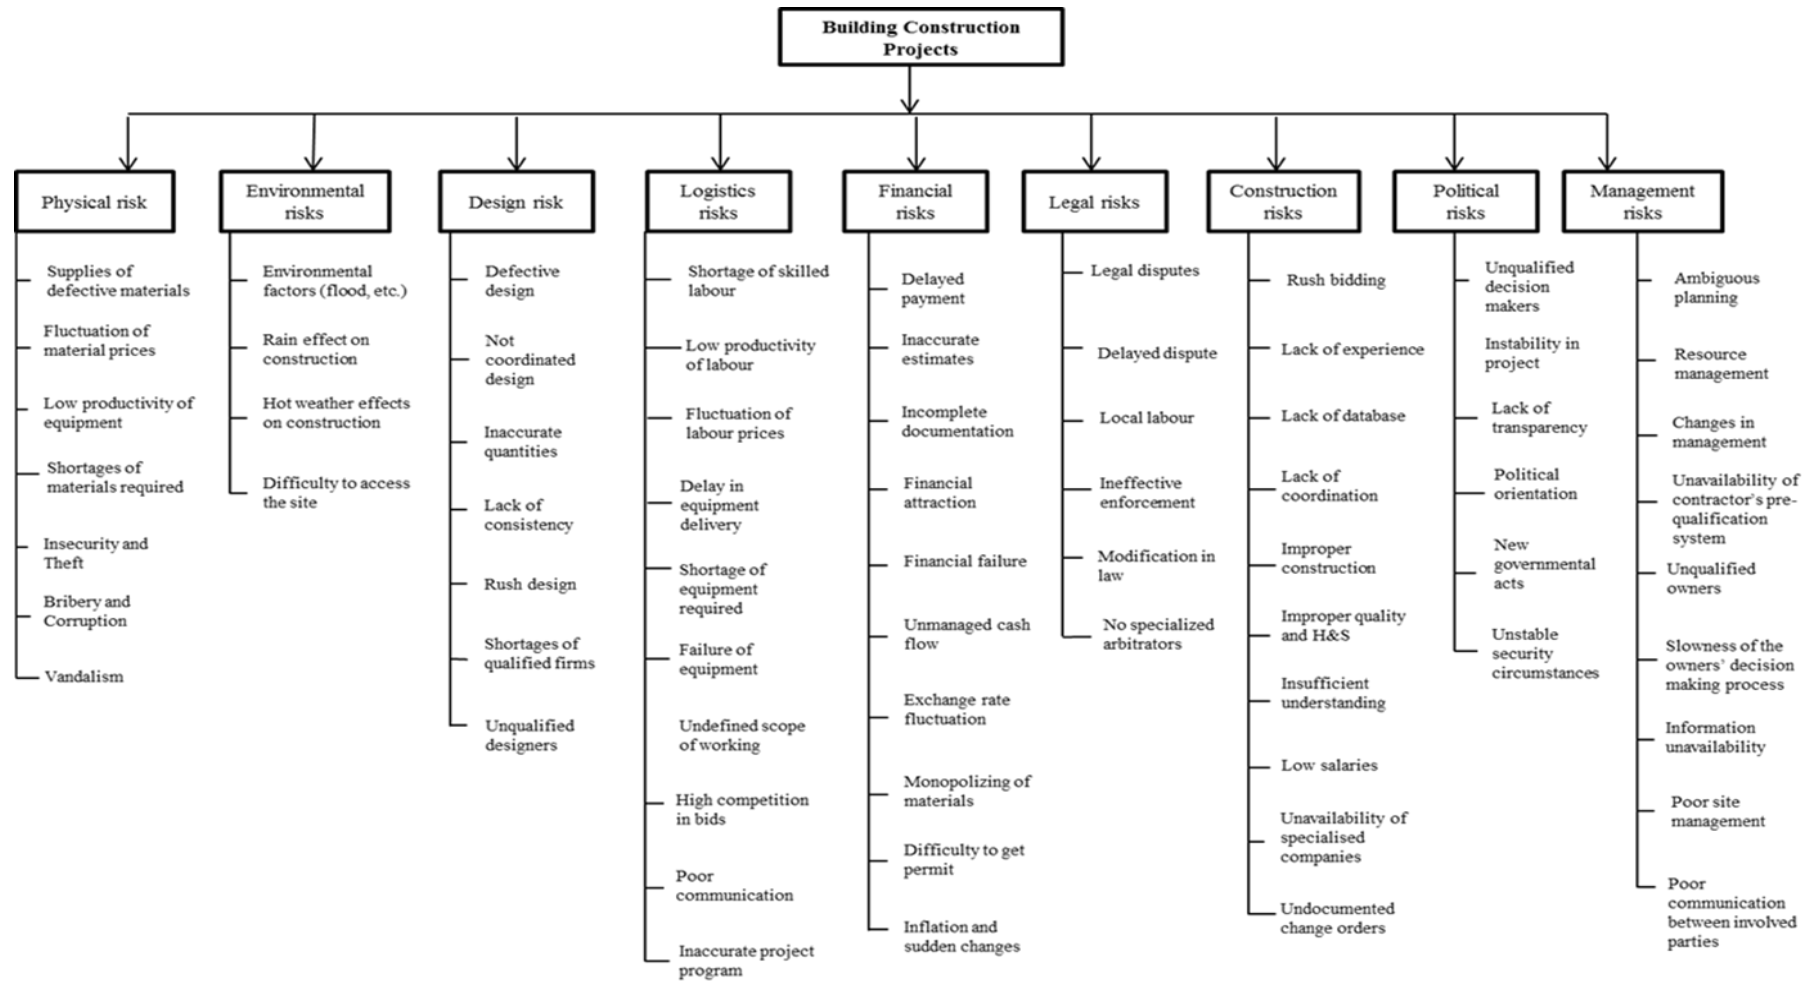 Building Construction
Projects
Physical risk
Supplies of
defective materials
Fluctuation of
material prices
Low productivity of
equipment
Shortages of
materials required
Insecurity and
Theft
Bribery and
Corruption
Vandalism
Environmental
risks
Environmental
factors (flood, etc.)
Rain effect on
construction
Hot weather effects
on construction
Difficulty to access
the site
Design risk
Defective
design
Not
coordinated
design
Inaccurate
quantities
Lack of
consistency
Rush design
Shortages of
qualified firms
Unqualified
designers
Logistics
risks
Shortage of skilled
labour
Low productivity
of labour
Fluctuation of
labour prices
Delay in
equipment
delivery
Shortage of
equipment
required
Failure of
equipment
Undefined scope
of working
High competition
in bids
Poor
communication
Inaccurate project
program
Financial
risks
Delayed
payment
Inaccurate
estimates
Incomplete
documentation
Financial
attraction
Financial failure
Unmanaged cash
flow
Exchange rate
fluctuation
Monopolizing of
materials
Difficulty to get
permit
Inflation and
sudden changes
Legal risks
Legal disputes
Delayed dispute
Local labour
Ineffective
enforcement
Modification in
law
No specialized
arbitrators
Construction
risks
Rush bidding
Lack of experience
Lack of database
Lack of
coordination
Improper
construction
Improper quality
and H&S
Insufficient
understanding
Low salaries
Unavailability of
specialised
companies
Undocumented
change orders
Political
risks
Unqualified
decision
makers
Instability in
project
Lack of
transparency
Political
orientation
New
governmental
acts
Unstable
security
circumstances
Management
risks
Ambiguous
planning
Resource
management
Changes in
management
Unavailability of
contractor's pre-
qualification
system
Unqualified
owners
Slowness of the
owners' decision
making process
Information
unavailability
Poor site
management
Poor
communication
between involved
parties